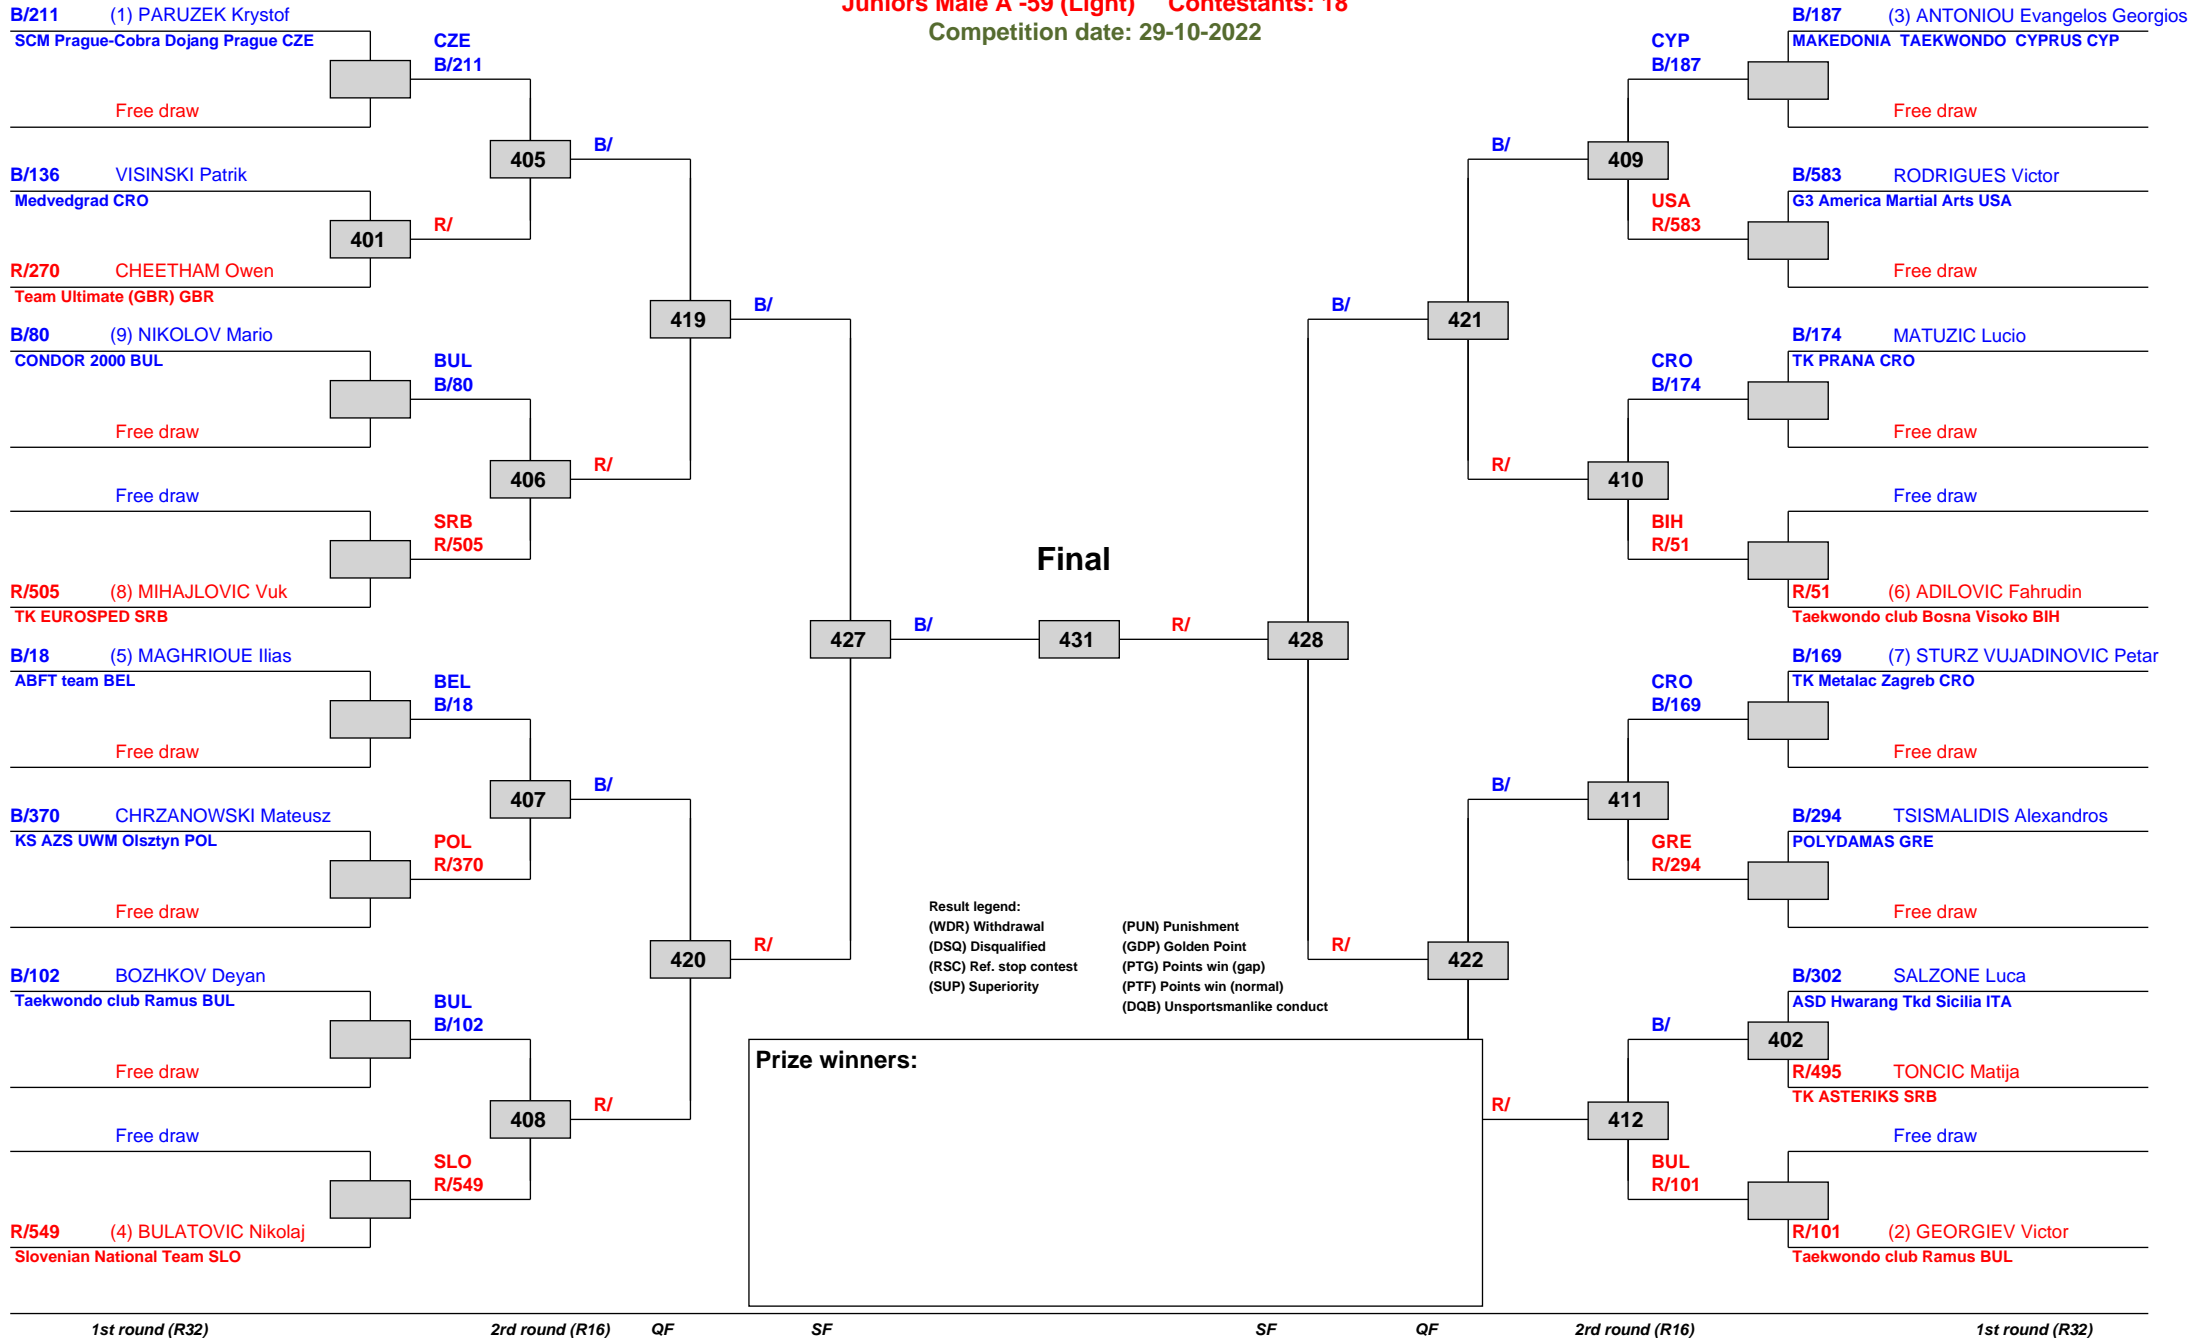 Juniors Male A -59 (Light) Contestants: 18
Competition date: 29-10-2022
B/211 (1) PARUZEK Krystof
SCM Prague-Cobra Dojang Prague CZE
Free draw
CZE
B/211
405
B/136 VISINSKI Patrik
Medvedgrad CRO
401
R/
R/270 CHEETHAM Owen
Team Ultimate (GBR) GBR
B/
419
B/80 (9) NIKOLOV Mario
CONDOR 2000 BUL
Free draw
BUL
B/80
406
R/
Free draw
SRB
R/505
R/505 (8) MIHAJLOVIC Vuk
TK EUROSPED SRB
B/
427
B/
B/18 (5) MAGHRIOUE Ilias
ABFT team BEL
Free draw
BEL
B/18
407
B/
B/370 CHRZANOWSKI Mateusz
KS AZS UWM Olsztyn POL
Free draw
POL
R/370
420
R/
B/102 BOZHKOV Deyan
Taekwondo club Ramus BUL
Free draw
BUL
B/102
408
R/
Free draw
SLO
R/549
R/549 (4) BULATOVIC Nikolaj
Slovenian National Team SLO
Final
431
R/
428
B/187 (3) ANTONIOU Evangelos Georgios
MAKEDONIA TAEKWONDO CYPRUS CYP
Free draw
CYP
B/187
409
B/
B/583 RODRIGUES Victor
G3 America Martial Arts USA
Free draw
USA
R/583
B/
421
B/174 MATUZIC Lucio
TK PRANA CRO
Free draw
CRO
B/174
410
R/
Free draw
BIH
R/51
R/51 (6) ADILOVIC Fahrudin
Taekwondo club Bosna Visoko BIH
B/169 (7) STURZ VUJADINOVIC Petar
TK Metalac Zagreb CRO
Free draw
CRO
B/169
411
B/
B/294 TSISMALIDIS Alexandros
POLYDAMAS GRE
Free draw
GRE
R/294
R/
422
B/302 SALZONE Luca
ASD Hwarang Tkd Sicilia ITA
B/
402
R/495 TONCIC Matija
TK ASTERIKS SRB
412
R/
Free draw
BUL
R/101
R/101 (2) GEORGIEV Victor
Taekwondo club Ramus BUL
Result legend:
(WDR) Withdrawal (PUN) Punishment
(DSQ) Disqualified (GDP) Golden Point
(RSC) Ref. stop contest (PTG) Points win (gap)
(SUP) Superiority (PTF) Points win (normal)
(DQB) Unsportsmanlike conduct
Prize winners:
1st round (R32) 2rd round (R16) QF SF SF QF 2rd round (R16) 1st round (R32)